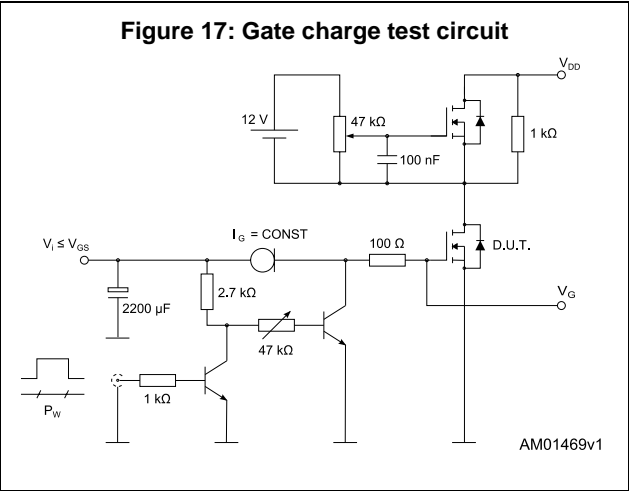 Figure 17: Gate charge test circuit
VDD
12 V
47 kΩ
1 kΩ
100 nF
Vi ≤ VGS
IG = CONST
100 Ω
D.U.T.
2.7 kΩ
2200 μF
VG
47 kΩ
1 kΩ
PW
AM01469v1